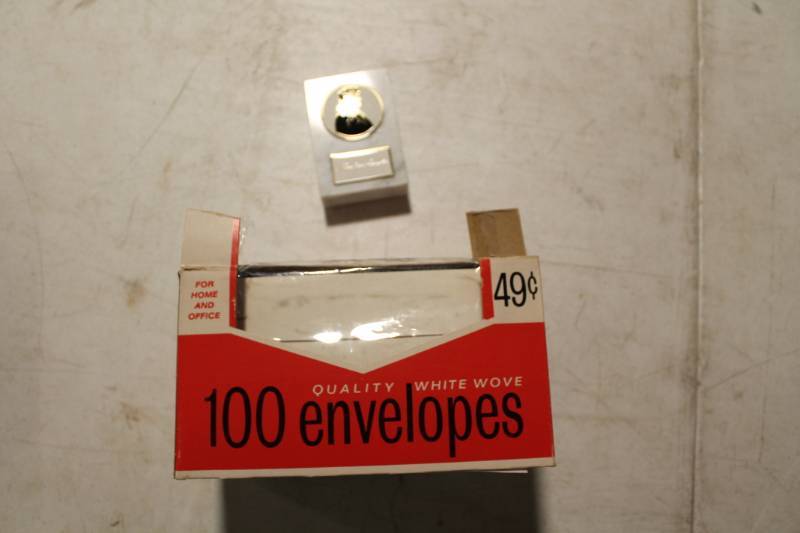 FOR
HOME
AND
OFFICE
49¢
QUALITY WHITE WOVE
100 envelopes